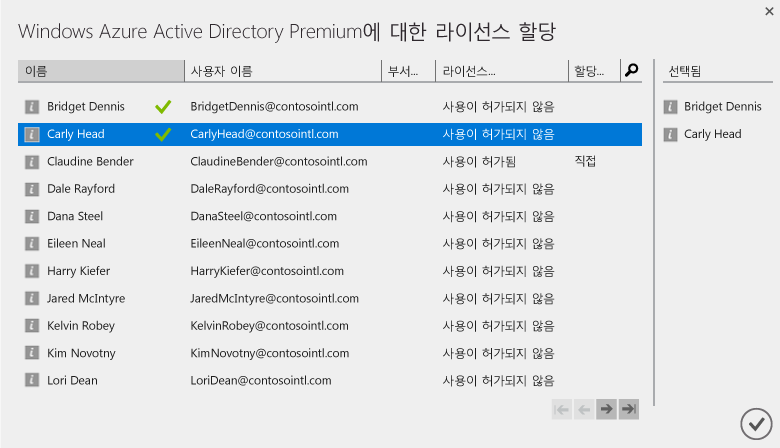 Windows Azure Active Directory Premium에 대한 라이선스 할당
이름 사용자 이름 부서... 라이선스... 할당... 선택됨
Bridget Dennis BridgetDennis@contosointl.com 사용이 허가되지 않음 Bridget Dennis
Carly Head CarlyHead@contosointl.com 사용이 허가되지 않음 Carly Head
Claudine Bender ClaudineBender@contosointl.com 사용이 허가됨 직접
Dale Rayford DaleRayford@contosointl.com 사용이 허가되지 않음
Dana Steel DanaSteel@contosointl.com 사용이 허가되지 않음
Eileen Neal EileenNeal@contosointl.com 사용이 허가되지 않음
Harry Kiefer HarryKiefer@contosointl.com 사용이 허가되지 않음
Jared McIntyre JaredMcIntyre@contosointl.com 사용이 허가되지 않음
Kelvin Robey KelvinRobey@contosointl.com 사용이 허가되지 않음
Kim Novotny KimNovotny@contosointl.com 사용이 허가되지 않음
Lori Dean LoriDean@contosointl.com 사용이 허가되지 않음